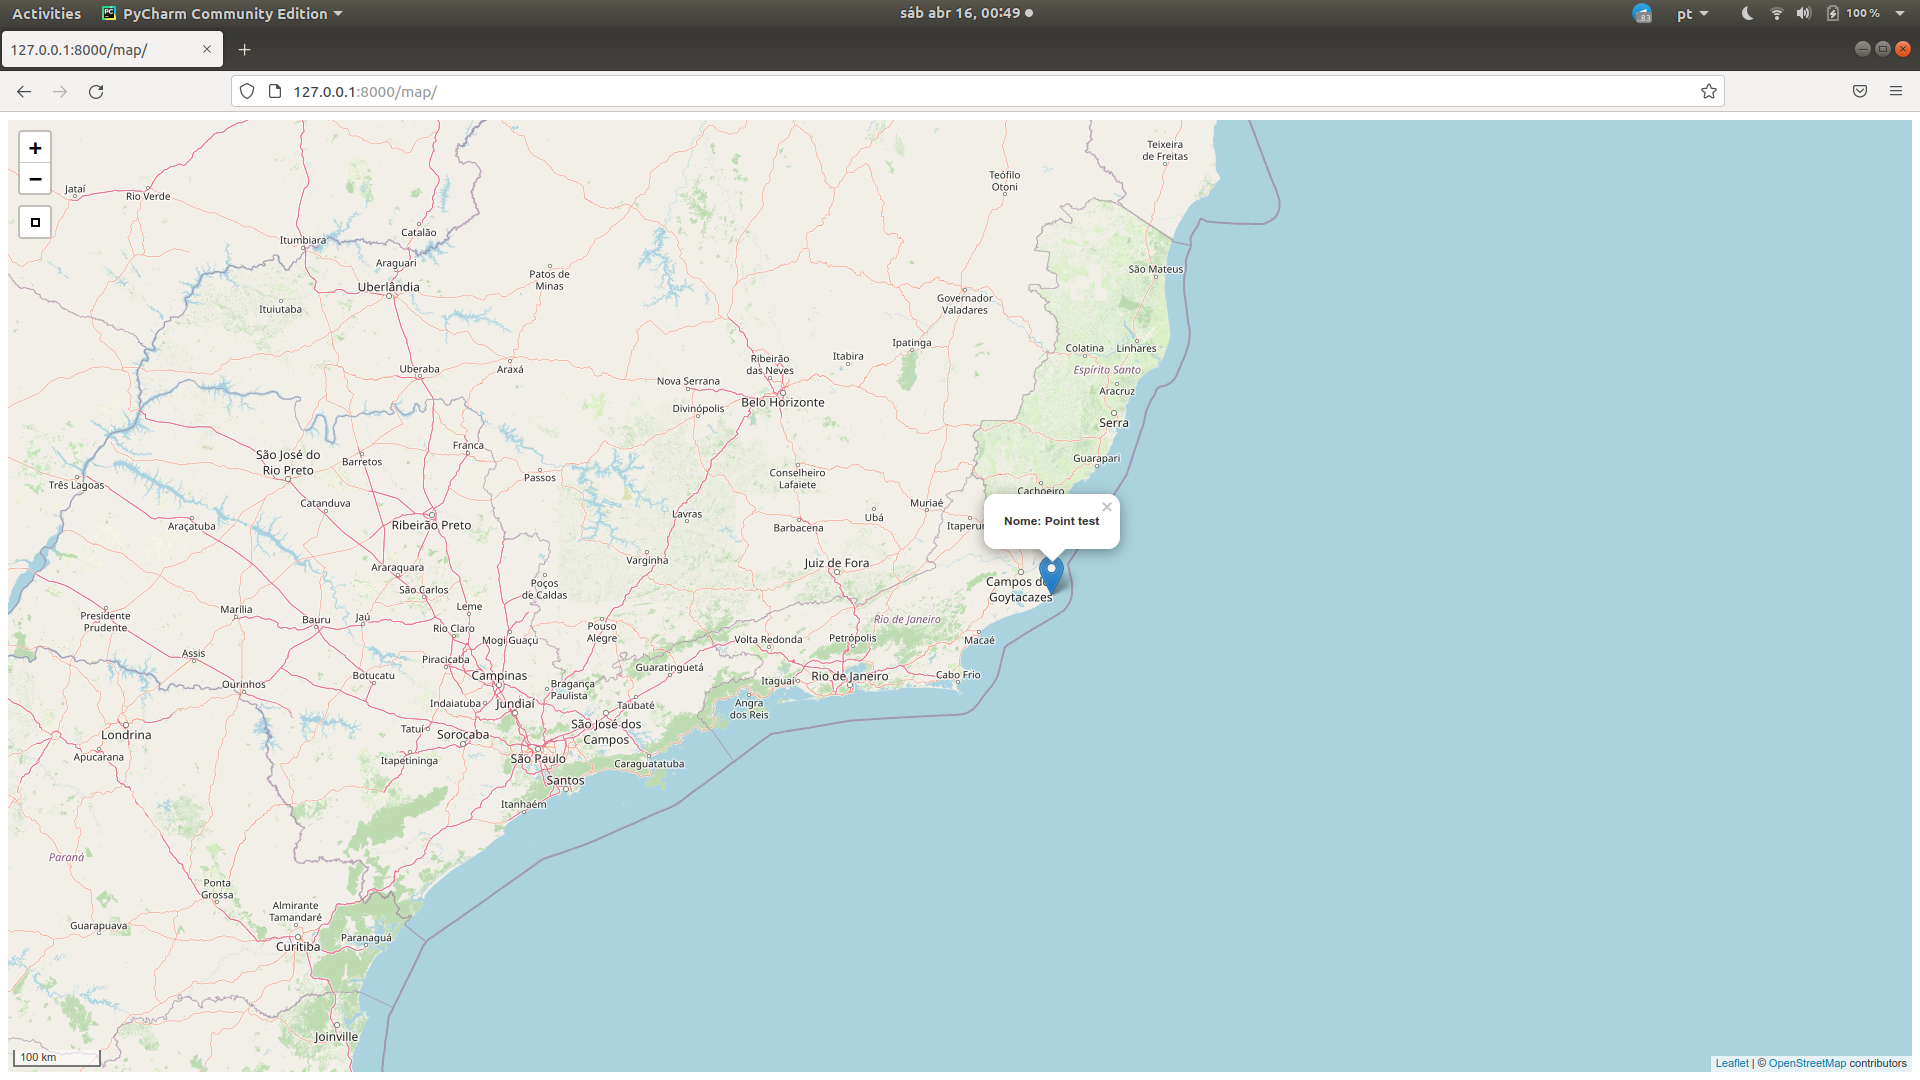 Activities
PyCharm Community Edition
sáb abr 16, 00:49
83
pt
100 %
127.0.0.1:8000/map/
127.0.0.1:8000/map/
+
−
Teixeira
de Freitas
Teófilo
Otoni
Jataí
Rio Verde
Catalão
Itumbiara
Araguari
São Mateus
Patos de
Minas
Uberlândia
Governador
Valadares
Ituiutaba
Ipatinga
Colatina
Linhares
Ribeirão
das Neves
Itabira
Uberaba
Araxá
Espírito Santo
Nova Serrana
Aracruz
Belo Horizonte
Divinópolis
Serra
Franca
São José do
Rio Preto
Barretos
Guarapari
Conselheiro
Lafaiete
Passos
Três Lagoas
Cachoeiro
Catanduva
Muriaé
Lavras
Ubá
Nome: Point test
×
Araçatuba
Ribeirão Preto
Barbacena
Itaperun
Varginha
Juiz de Fora
Araraquara
Campos d
Goytacazes
São Carlos
Poços
de Caldas
Marília
Leme
Presidente
Prudente
Bauru
Jaú
Rio de Janeiro
Rio Claro
Pouso
Alegre
Mogi Guaçu
Volta Redonda
Petrópolis
Macaé
Assis
Piracicaba
Guaratinguetá
Botucatu
Campinas
Itaguaí
Rio de Janeiro
Cabo Frio
Ourinhos
Bragança
Paulista
Indaiatuba
Jundiaí
Taubaté
Angra
dos Reis
Tatuí
São José dos
Campos
Londrina
Sorocaba
Apucarana
Itapetininga
São Paulo
Caraguatatuba
Santos
Itanhaém
Paraná
Ponta
Grossa
Almirante
Tamandaré
Guarapuava
Curitiba
Paranaguá
Joinville
100 km
Leaflet | © OpenStreetMap contributors